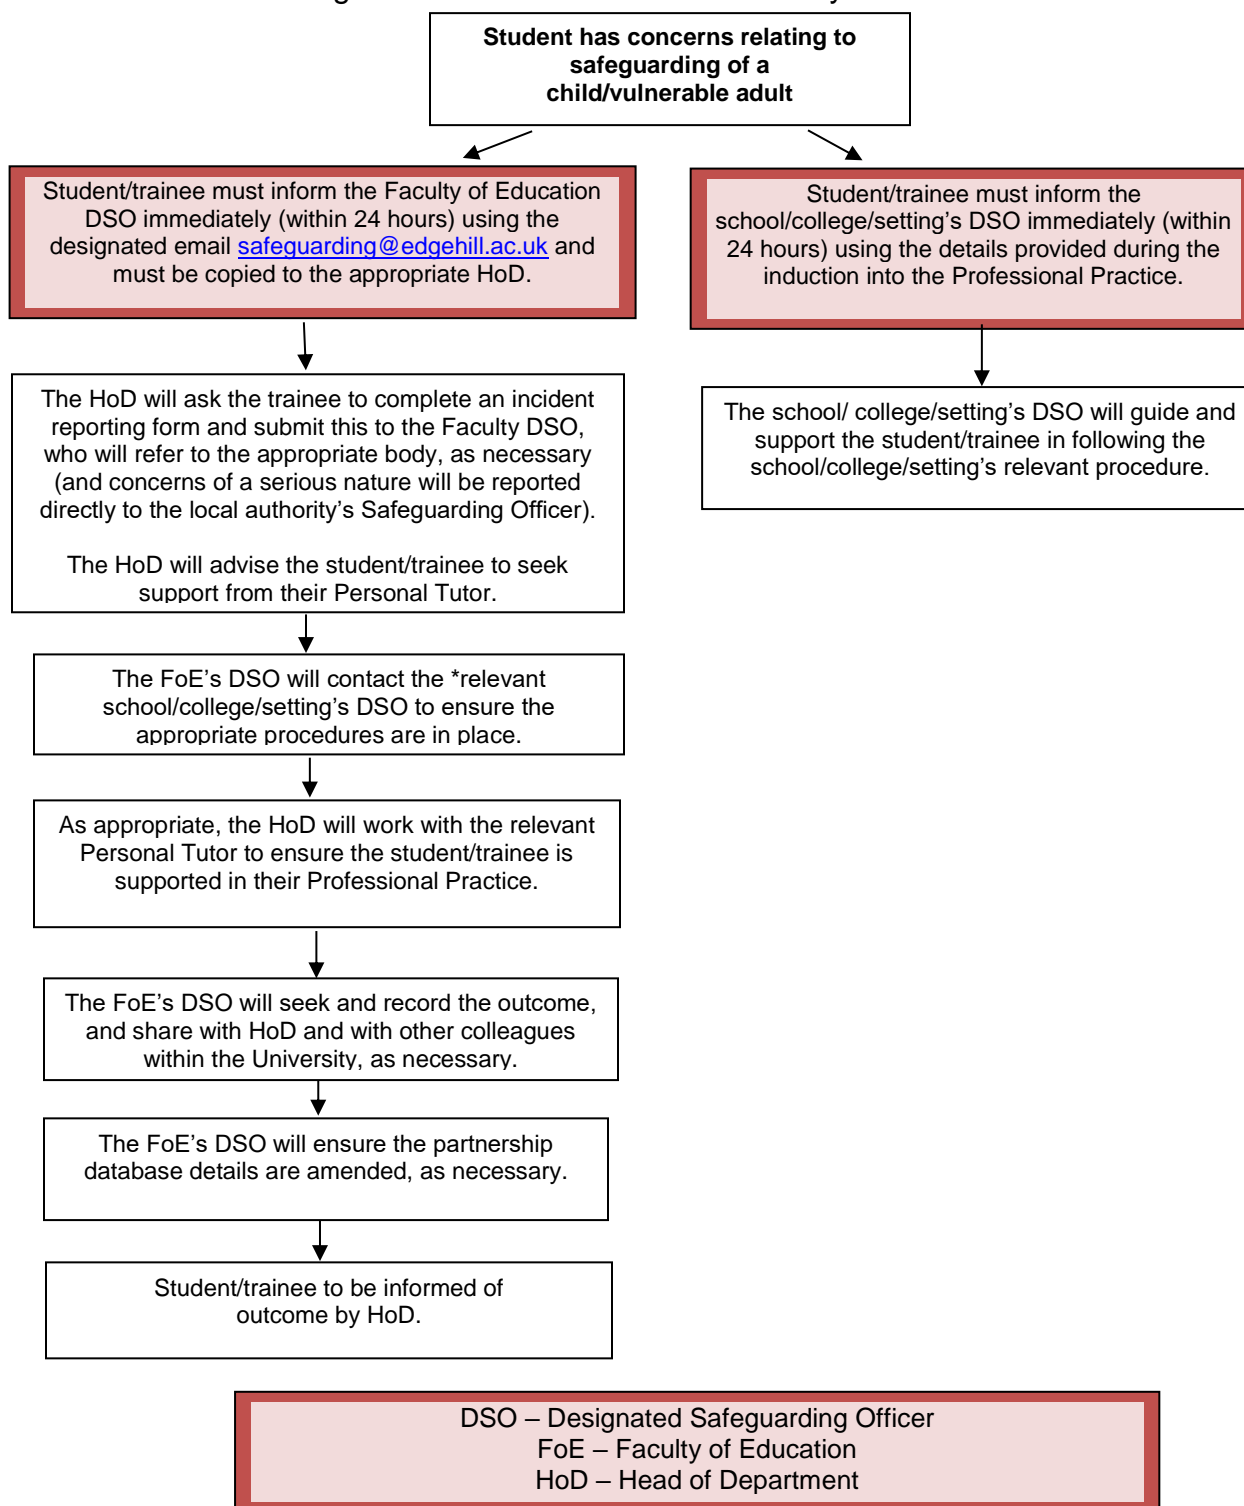 Student has concerns relating to
safeguarding of a
child/vulnerable adult
Student/trainee must inform the Faculty of Education
DSO immediately (within 24 hours) using the
designated email safeguarding@edgehill.ac.uk and
must be copied to the appropriate HoD.
Student/trainee must inform the
school/college/setting's DSO immediately (within
24 hours) using the details provided during the
induction into the Professional Practice.
The HoD will ask the trainee to complete an incident
reporting form and submit this to the Faculty DSO,
who will refer to the appropriate body, as necessary
(and concerns of a serious nature will be reported
directly to the local authority's Safeguarding Officer).
The HoD will advise the student/trainee to seek
support from their Personal Tutor.
The school/ college/setting's DSO will guide and
support the student/trainee in following the
school/college/setting's relevant procedure.
The FoE's DSO will contact the *relevant
school/college/setting's DSO to ensure the
appropriate procedures are in place.
As appropriate, the HoD will work with the relevant
Personal Tutor to ensure the student/trainee is
supported in their Professional Practice.
The FoE's DSO will seek and record the outcome,
and share with HoD and with other colleagues
within the University, as necessary.
The FoE's DSO will ensure the partnership
database details are amended, as necessary.
Student/trainee to be informed of
outcome by HoD.
DSO – Designated Safeguarding Officer
FoE – Faculty of Education
HoD – Head of Department